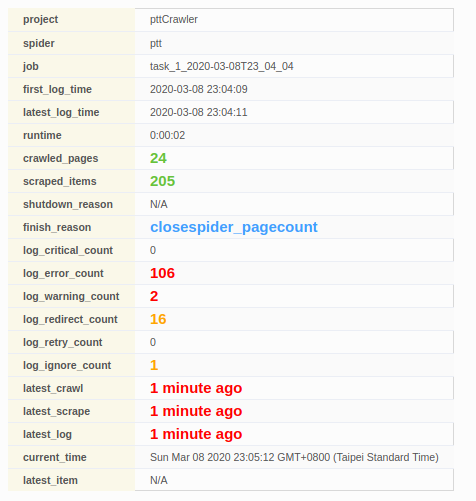 project pttCrawler
spider ptt
job task_1_2020-03-08T23_04_04
first_log_time 2020-03-08 23:04:09
latest_log_time 2020-03-08 23:04:11
runtime 0:00:02
crawled_pages 24
scraped_items 205
shutdown_reason N/A
finish_reason closespider_pagecount
log_critical_count 0
log_error_count 106
log_warning_count 2
log_redirect_count 16
log_retry_count 0
log_ignore_count 1
latest_crawl 1 minute ago
latest_scrape 1 minute ago
latest_log 1 minute ago
current_time Sun Mar 08 2020 23:05:12 GMT+0800 (Taipei Standard Time)
latest_item N/A